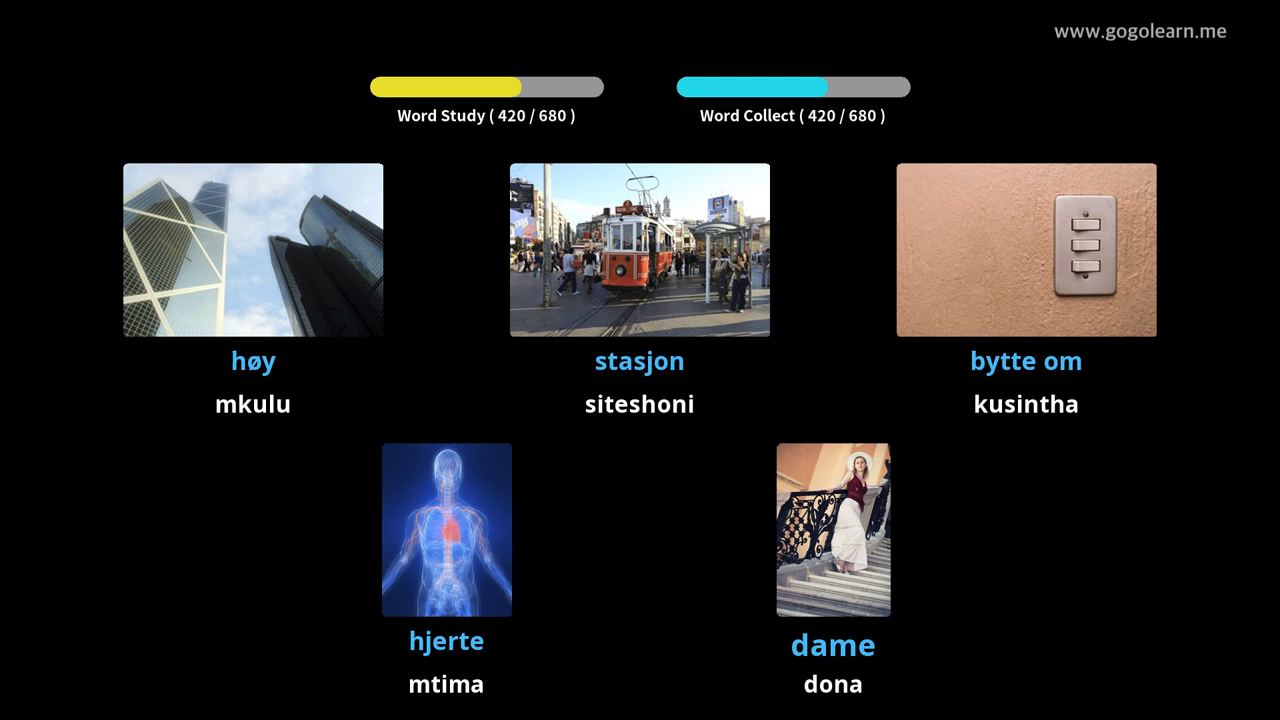 www.gogolearn.me
Word Study ( 420 / 680 )
Word Collect ( 420 / 680 )
høy
stasjon
bytte om
mkulu
siteshoni
kusintha
hjerte
dame
mtima
dona